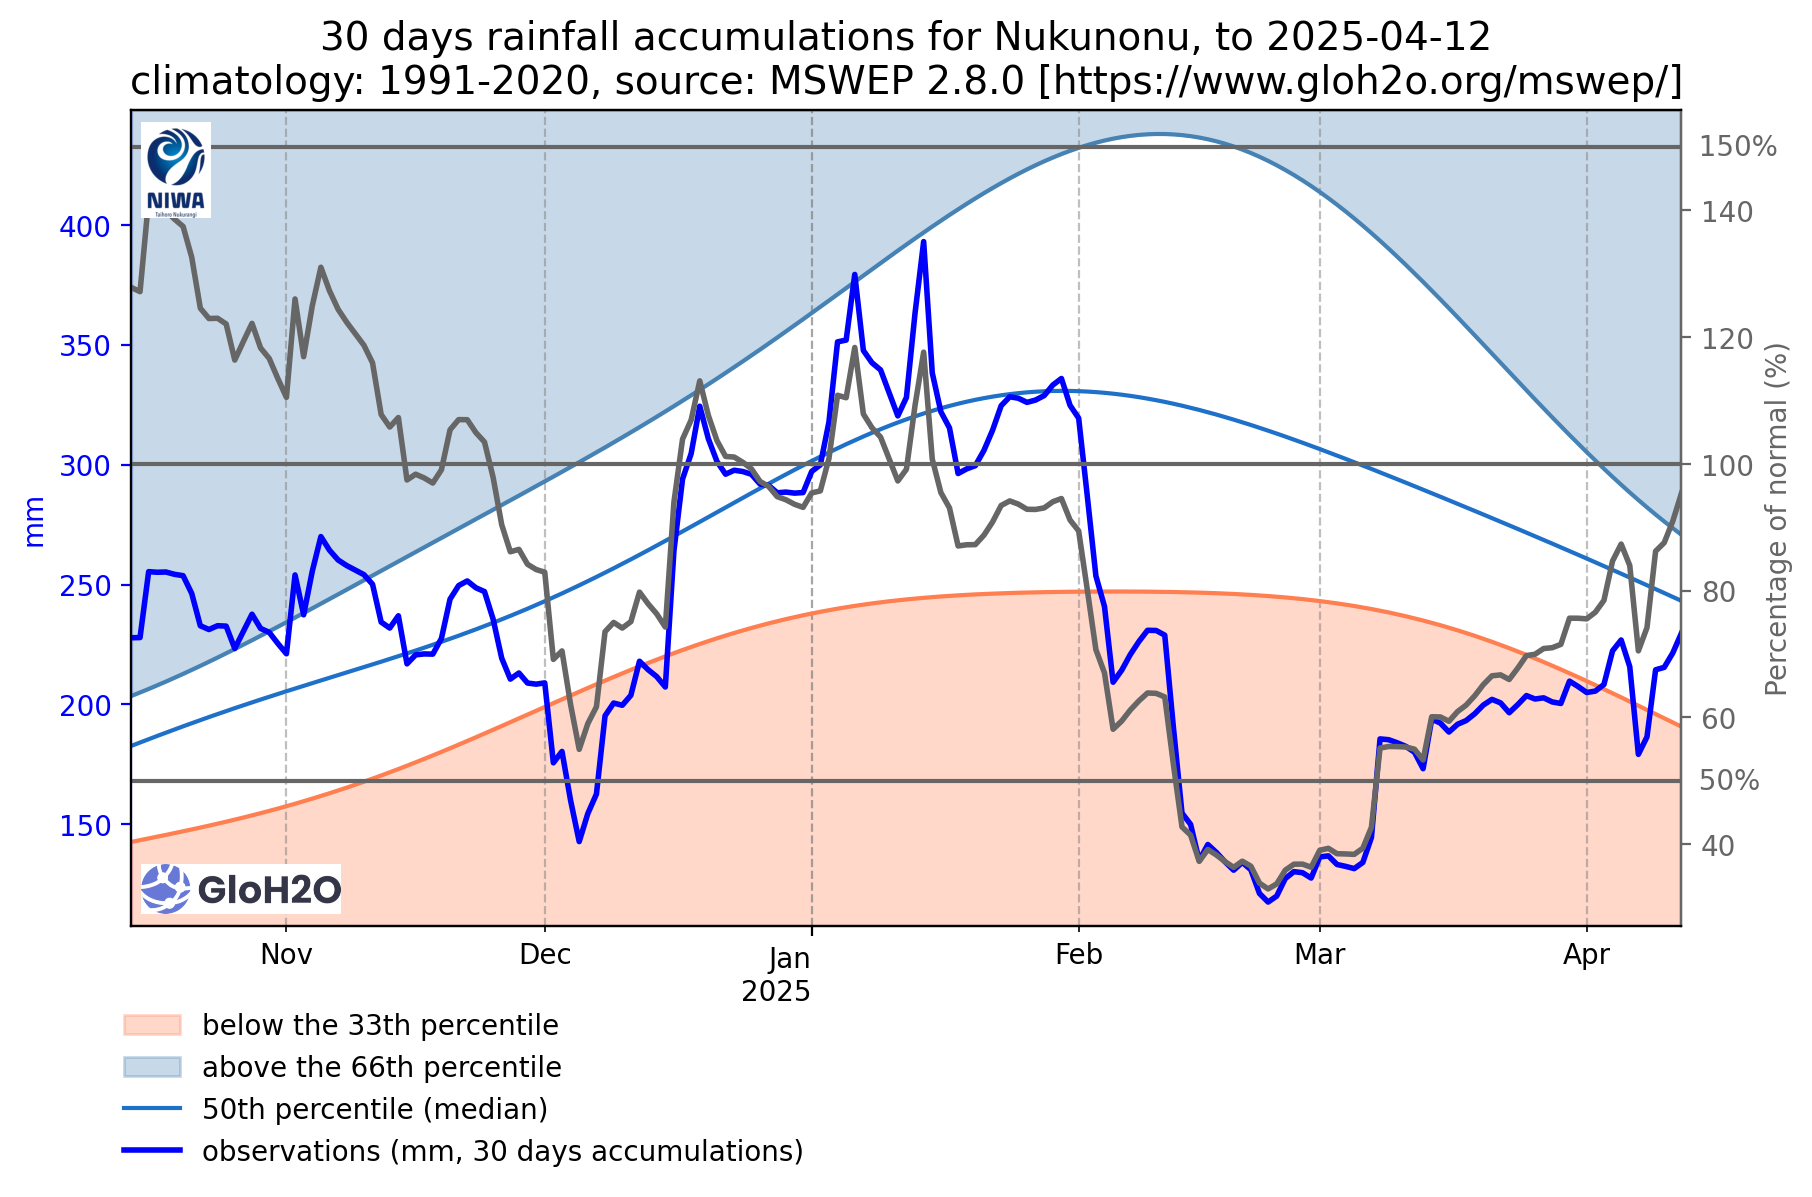 30 days rainfall accumulations for Nukunonu, to 2025-04-12
climatology: 1991-2020, source: MSWEP 2.8.0 [https://www.gloh2o.org/mswep/]
NIWA
Taihoro Nukurangi
400
350
300
250
200
150
mm
150%
140
120
100
80
60
50%
40
Percentage of normal (%)
GloH2O
Nov
Dec
Jan
2025
Feb
Mar
Apr
below the 33th percentile
above the 66th percentile
50th percentile (median)
observations (mm, 30 days accumulations)